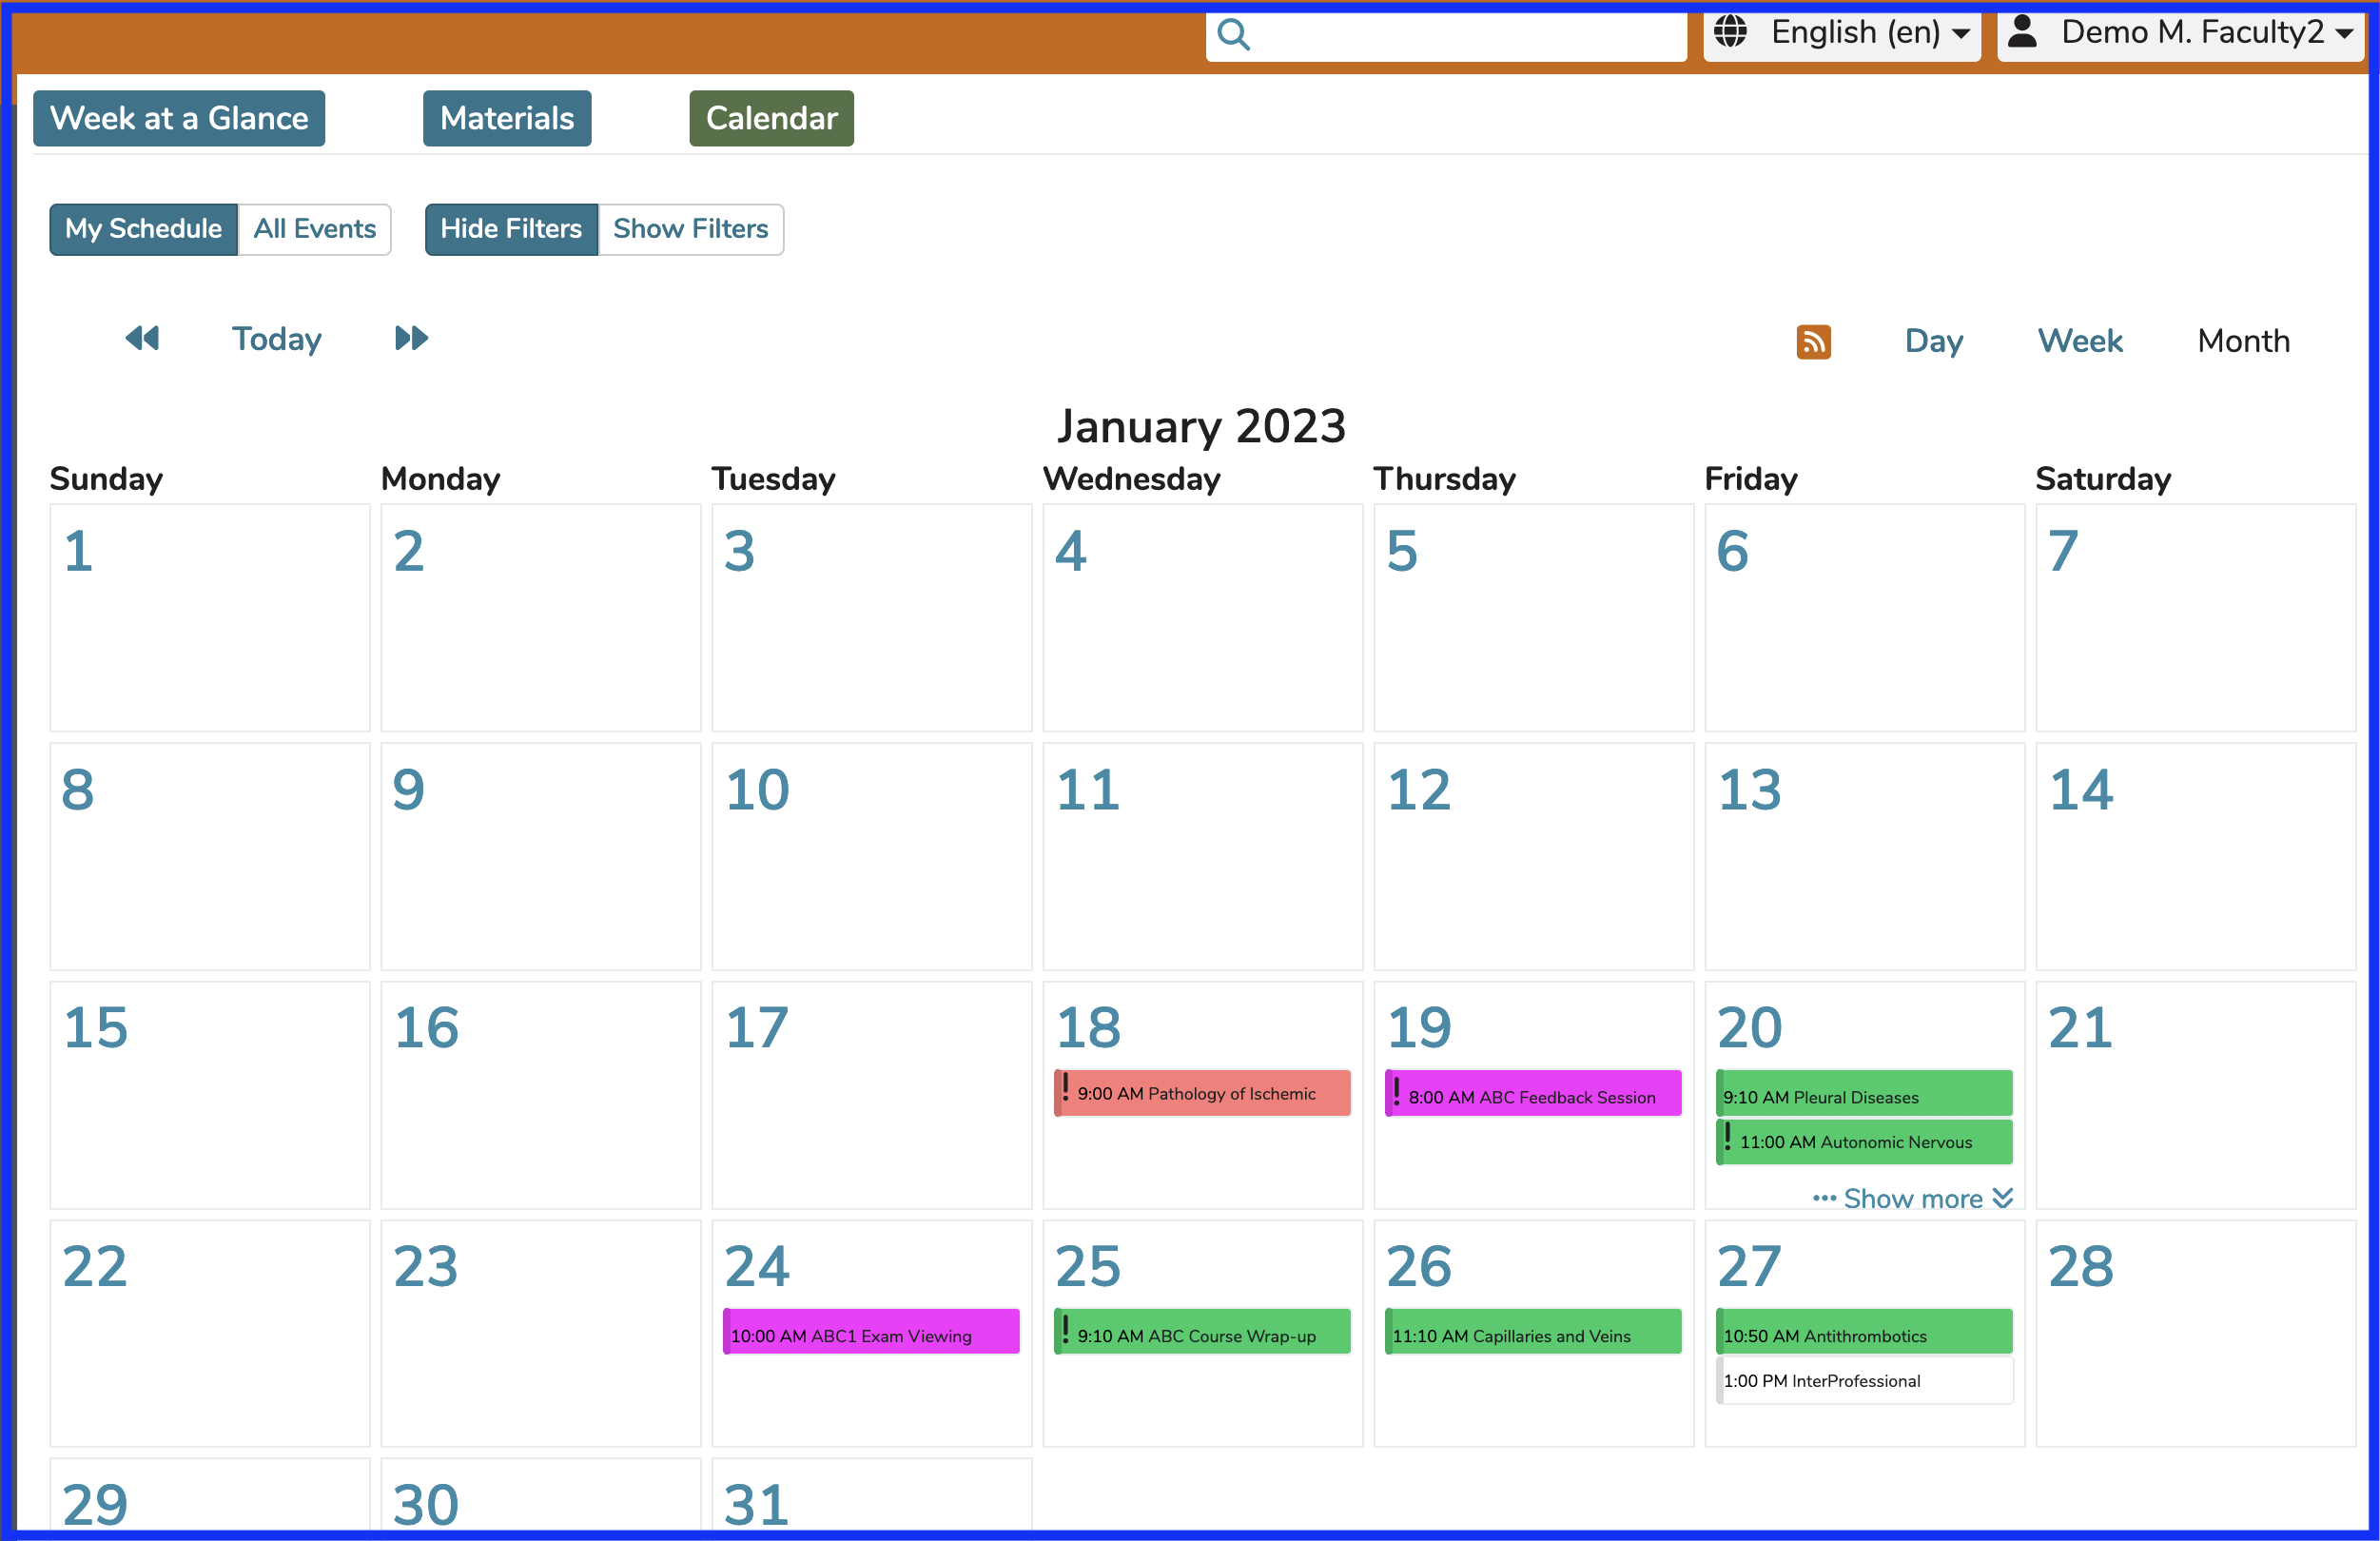 English (en) Demo M. Faculty2
Week at a Glance Materials Calendar
My Schedule All Events Hide Filters Show Filters
Today Day Week Month
January 2023
Sunday Monday Tuesday Wednesday Thursday Friday Saturday
1 2 3 4 5 6 7
8 9 10 11 12 13 14
15 16 17 18 19 20 21
! 9:00 AM Pathology of Ischemic
! 8:00 AM ABC Feedback Session
9:10 AM Pleural Diseases
! 11:00 AM Autonomic Nervous
... Show more
22 23 24 25 26 27 28
10:00 AM ABC1 Exam Viewing
! 9:10 AM ABC Course Wrap-up
11:10 AM Capillaries and Veins
10:50 AM Antithrombotics
1:00 PM InterProfessional
29 30 31